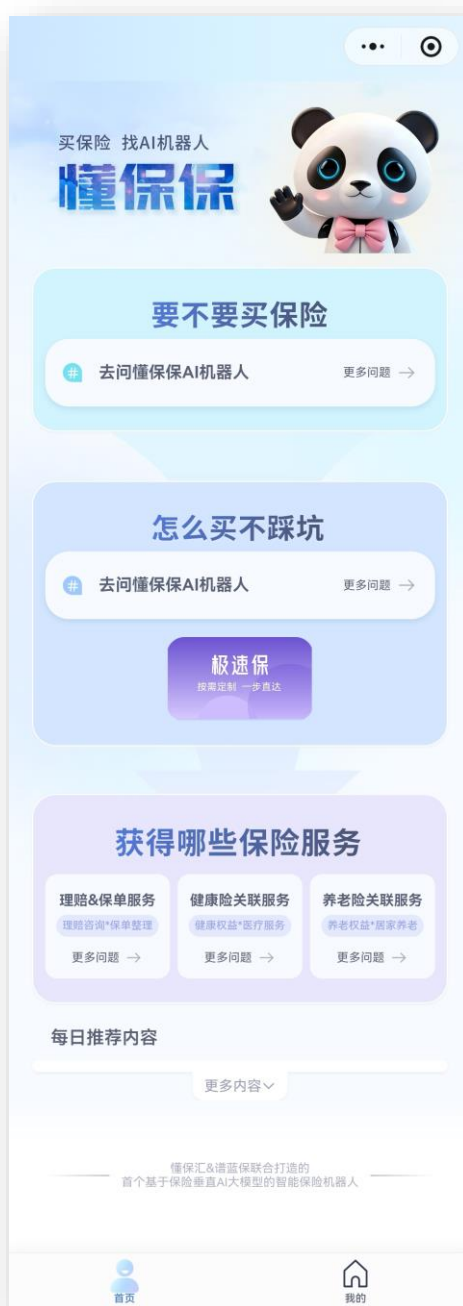 买保险 找AI机器人
懂保保
要不要买保险
# 去问懂保保AI机器人 更多问题 →
怎么买不踩坑
# 去问懂保保AI机器人 更多问题 →
极速保
按需定制 一步直达
获得哪些保险服务
理赔&保单服务 健康险关联服务 养老险关联服务
理赔咨询*保单整理 健康权益*医疗服务 养老权益*居家养老
更多问题 → 更多问题 → 更多问题 →
每日推荐内容
更多内容
懂保汇&谱蓝保联合打造的
首个基于保险垂直AI大模型的智能保险机器人
首页 我的